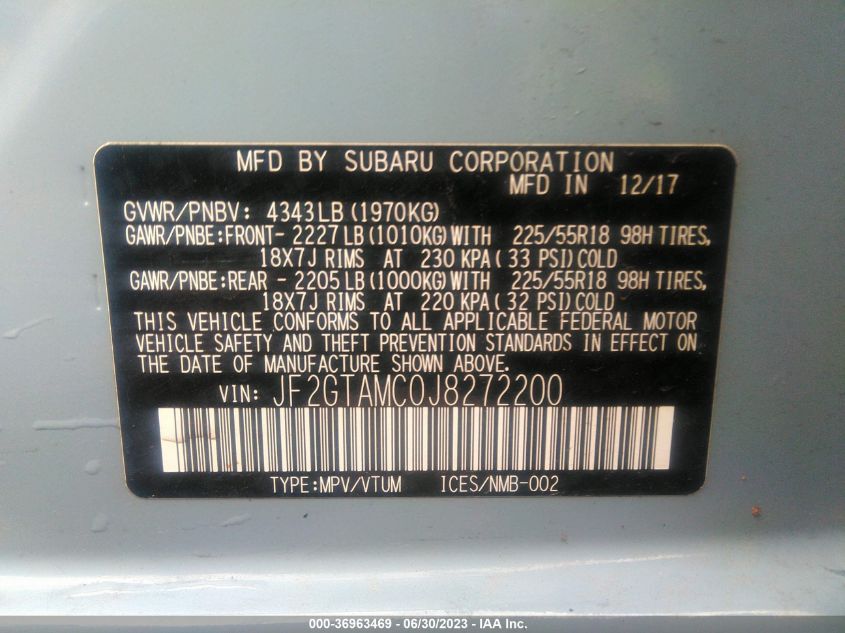 MFD BY SUBARU CORPORATION
MFD IN 12/17
GVWR/PNBV: 4343LB (1970KG)
GAWR/PNBE:FRONT- 2227 LB (1010KG) WITH 225/55R18 98H TIRES,
18X7J RIMS AT 230 KPA ( 33 PSI) COLD
GAWR/PNBE:REAR - 2205 LB (1000KG) WITH 225/55R18 98H TIRES,
18X7J RIMS AT 220 KPA ( 32 PSI) COLD
THIS VEHICLE CONFORMS TO ALL APPLICABLE FEDERAL MOTOR
VEHICLE SAFETY AND THEFT PREVENTION STANDARDS IN EFFECT ON
THE DATE OF MANUFACTURE SHOWN ABOVE.
VIN: JF2GTAMC0J8272200
TYPE:MPV/VTUM ICES/NMB-002
000-36963469 - 06/30/2023 - IAA Inc.